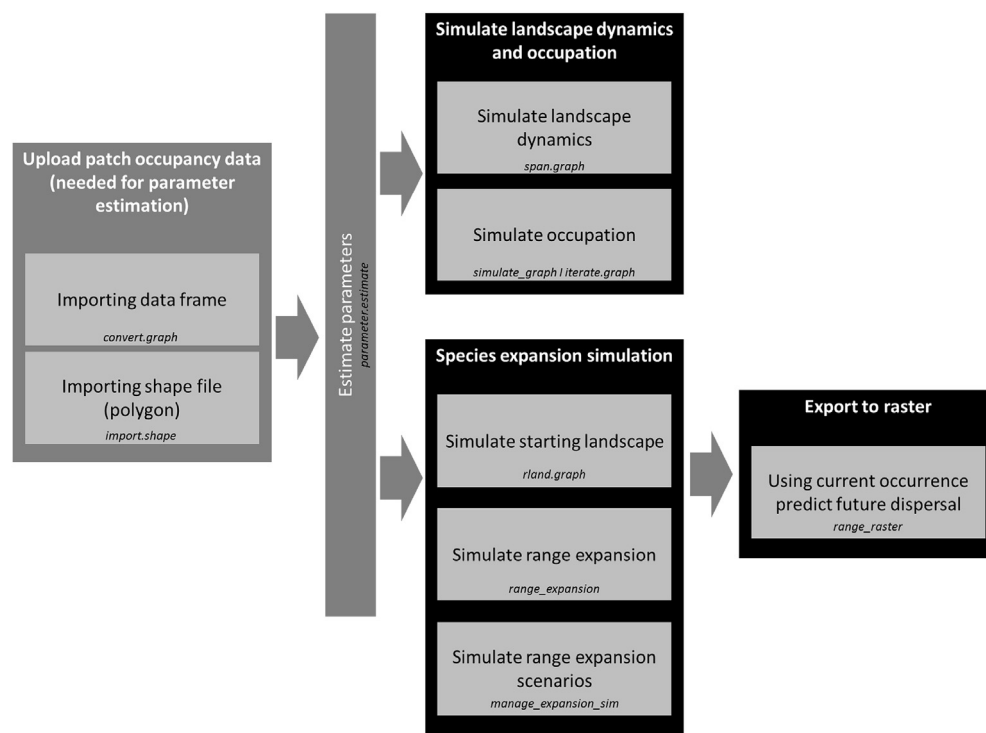 Upload patch occupancy data
(needed for parameter
estimation)
Importing data frame
convert.graph
Importing shape file
(polygon)
import.shape
Estimate parameters
parameter.estimate
Simulate landscape dynamics
and occupation
Simulate landscape
dynamics
span.graph
Simulate occupation
simulate_graph I iterate.graph
Species expansion simulation
Simulate starting landscape
rland.graph
Simulate range expansion
range_expansion
Simulate range expansion
scenarios
manage_expansion_sim
Export to raster
Using current occurrence
predict future dispersal
range_raster